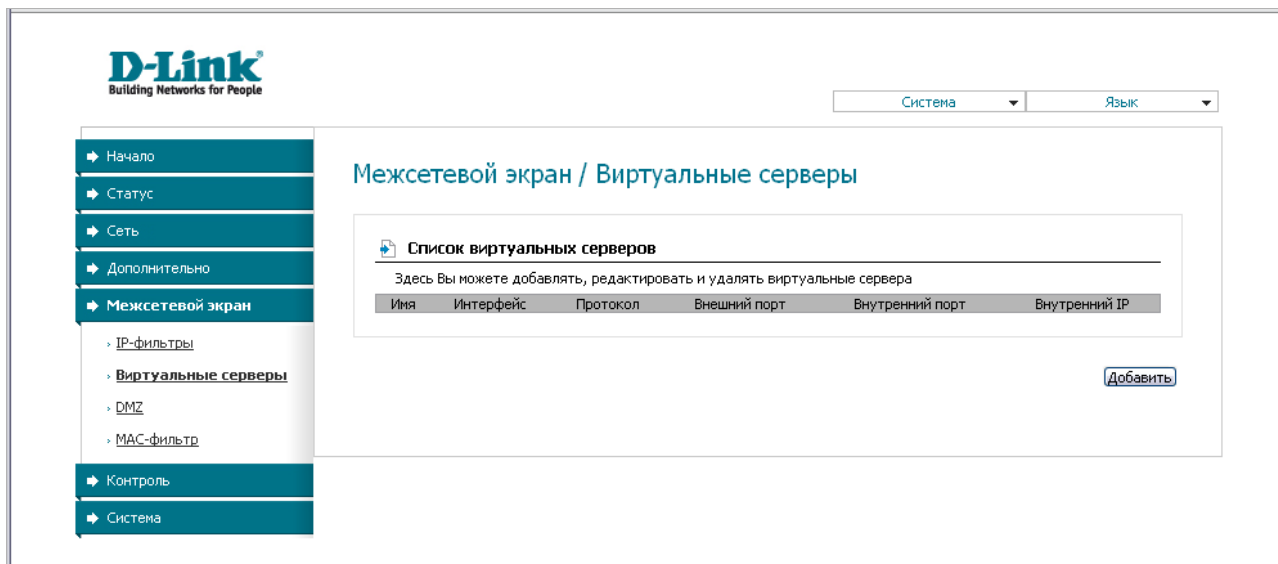 D-Link®
Building Networks for People
Система
Язык
Начало
Статус
Сеть
Дополнительно
Межсетевой экран
IP-фильтры
Виртуальные серверы
DMZ
MAC-фильтр
Контроль
Система
Межсетевой экран / Виртуальные серверы
Список виртуальных серверов
Здесь Вы можете добавлять, редактировать и удалять виртуальные сервера
Имя Интерфейс Протокол Внешний порт Внутренний порт Внутренний IP
Добавить